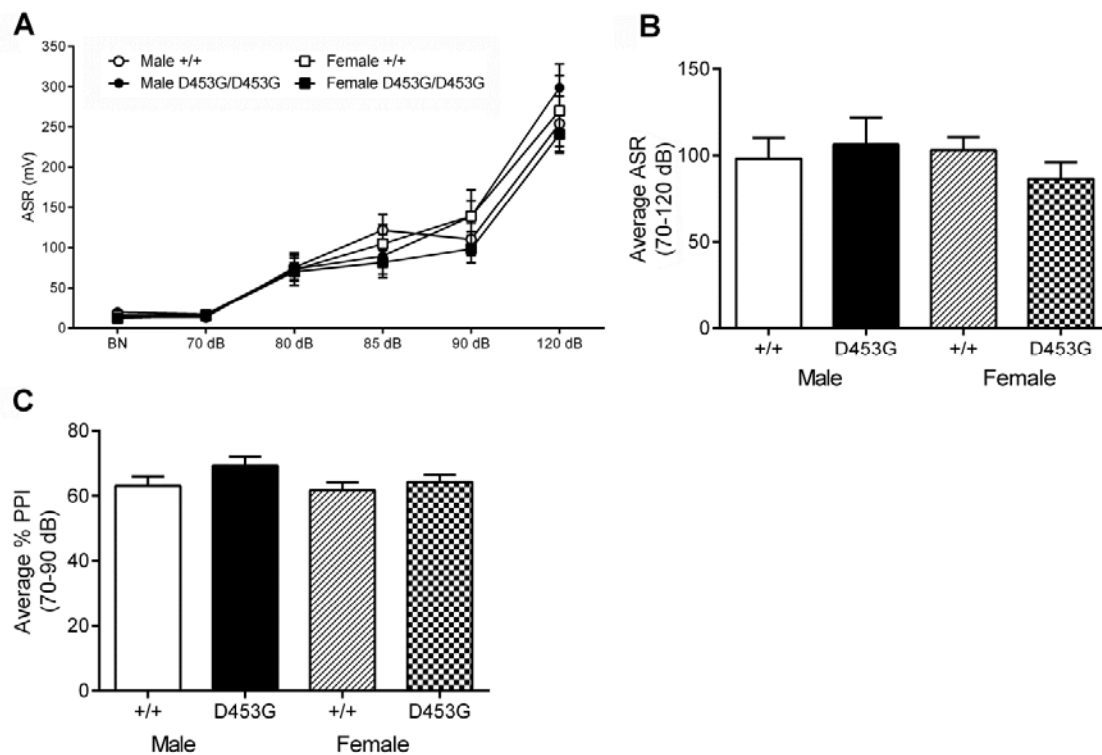 A
350
300
250
200
150
100
50
0
ASR (mV)
Male +/+
Female +/+
Male D453G/D453G
Female D453G/D453G
BN 70 dB 80 dB 85 dB 90 dB 120 dB
B
150
100
50
0
Average ASR
(70-120 dB)
+/+ D453G +/+ D453G
Male Female
C
80
60
40
20
0
Average % PPI
(70-90 dB)
+/+ D453G +/+ D453G
Male Female